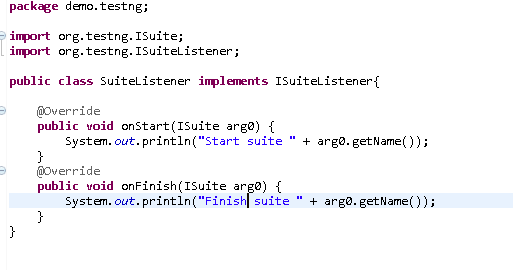 package demo.testng;
import org.testng.ISuite;
import org.testng.ISuiteListener;
public class SuiteListener implements ISuiteListener{
@Override
public void onStart(ISuite arg0) {
System.out.println("Start suite " + arg0.getName());
}
@Override
public void onFinish(ISuite arg0) {
System.out.println("Finish suite " + arg0.getName());
}
}